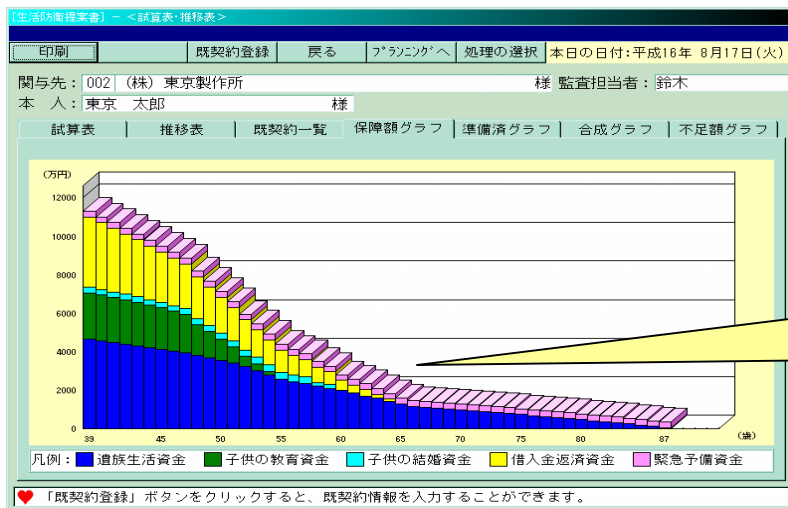 [生活防衛提案書] － ＜試算表･推移表＞
印刷 既契約登録 戻る ﾌﾟﾗﾝﾆﾝｸﾞへ 処理の選択 本日の日付:平成16年 8月17日(火)
関与先： 002 (株) 東京製作所 様 監査担当者： 鈴木
本　人： 東京　太郎 様
試算表 推移表 既契約一覧 保障額グラフ 準備済グラフ 合成グラフ 不足額グラフ
(万円)
12000
10000
8000
6000
4000
2000
0
39 45 50 55 60 65 70 75 80 87 (歳)
凡例： 遺族生活資金 子供の教育資金 子供の結婚資金 借入金返済資金 緊急予備資金
「既契約登録」ボタンをクリックすると、既契約情報を入力することができます。